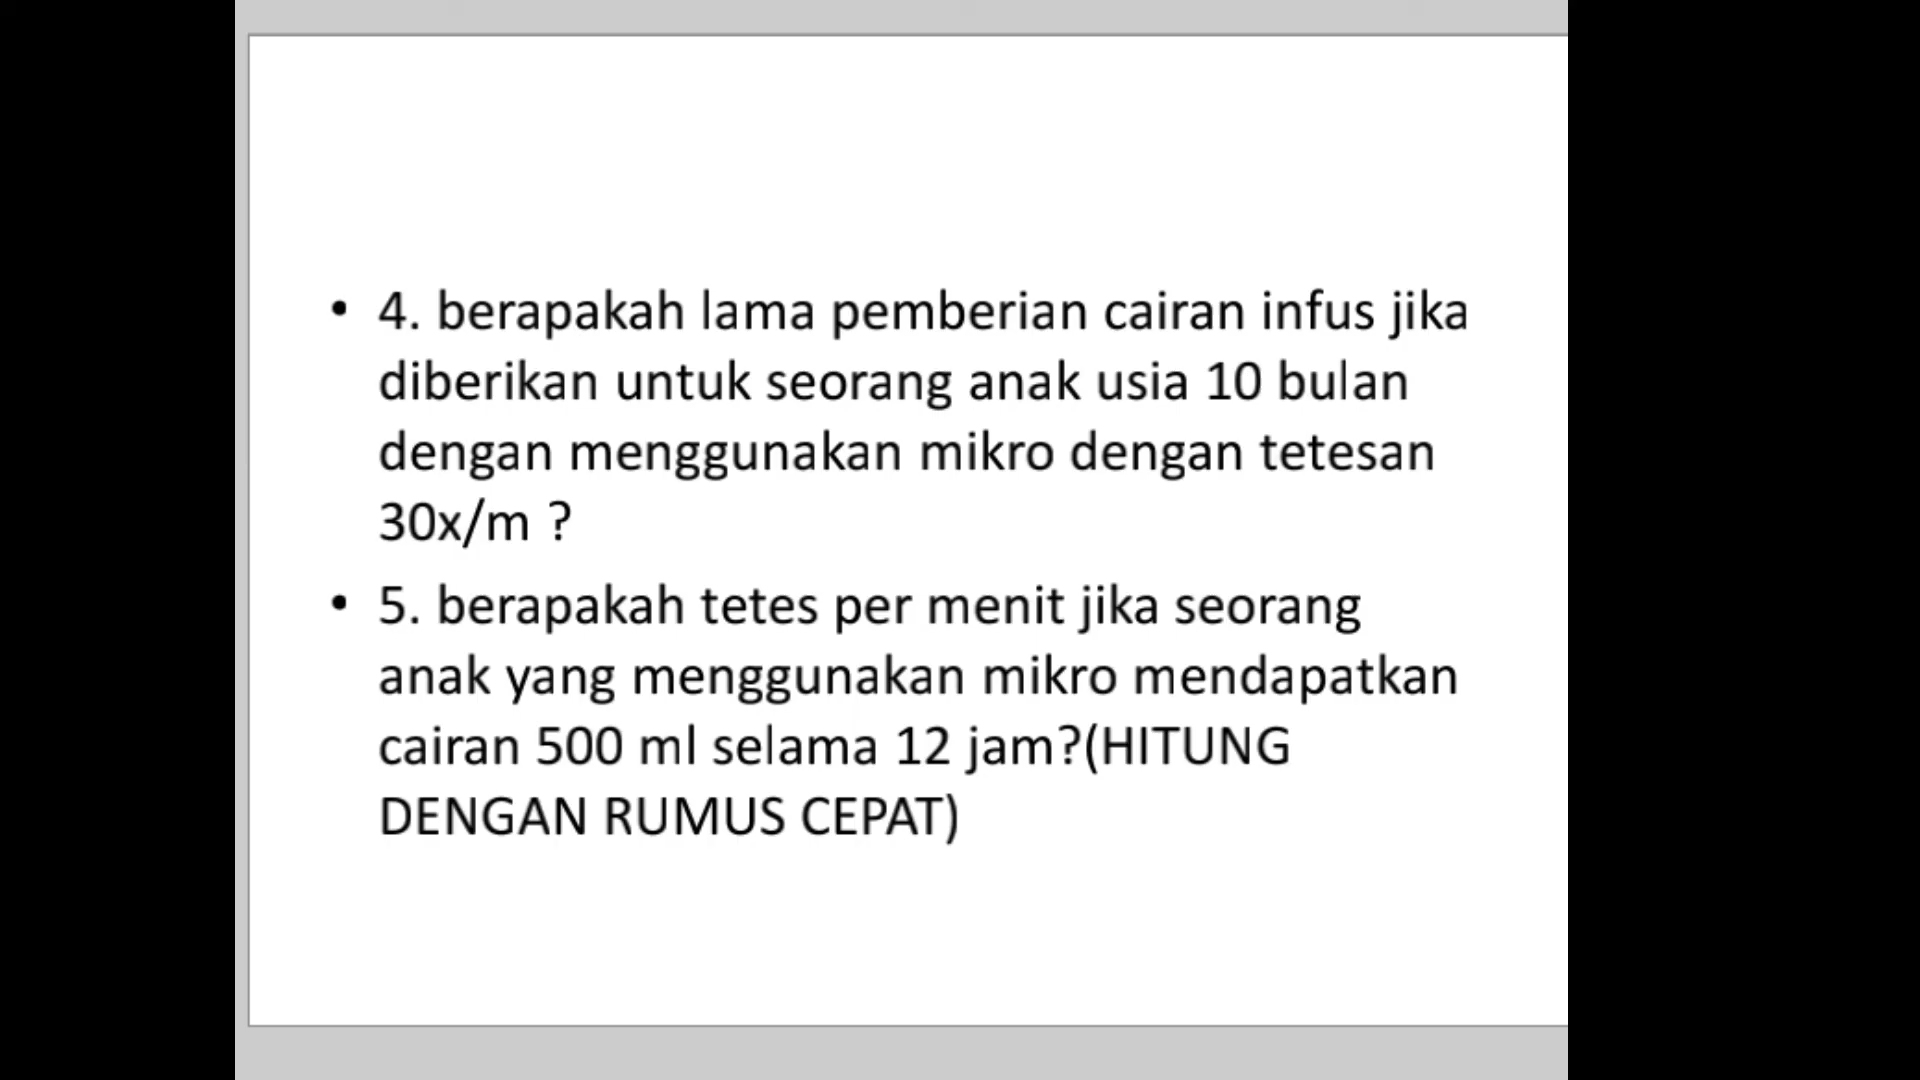 • 4. berapakah lama pemberian cairan infus jika
diberikan untuk seorang anak usia 10 bulan
dengan menggunakan mikro dengan tetesan
30x/m ?
• 5. berapakah tetes per menit jika seorang
anak yang menggunakan mikro mendapatkan
cairan 500 ml selama 12 jam?(HITUNG
DENGAN RUMUS CEPAT)